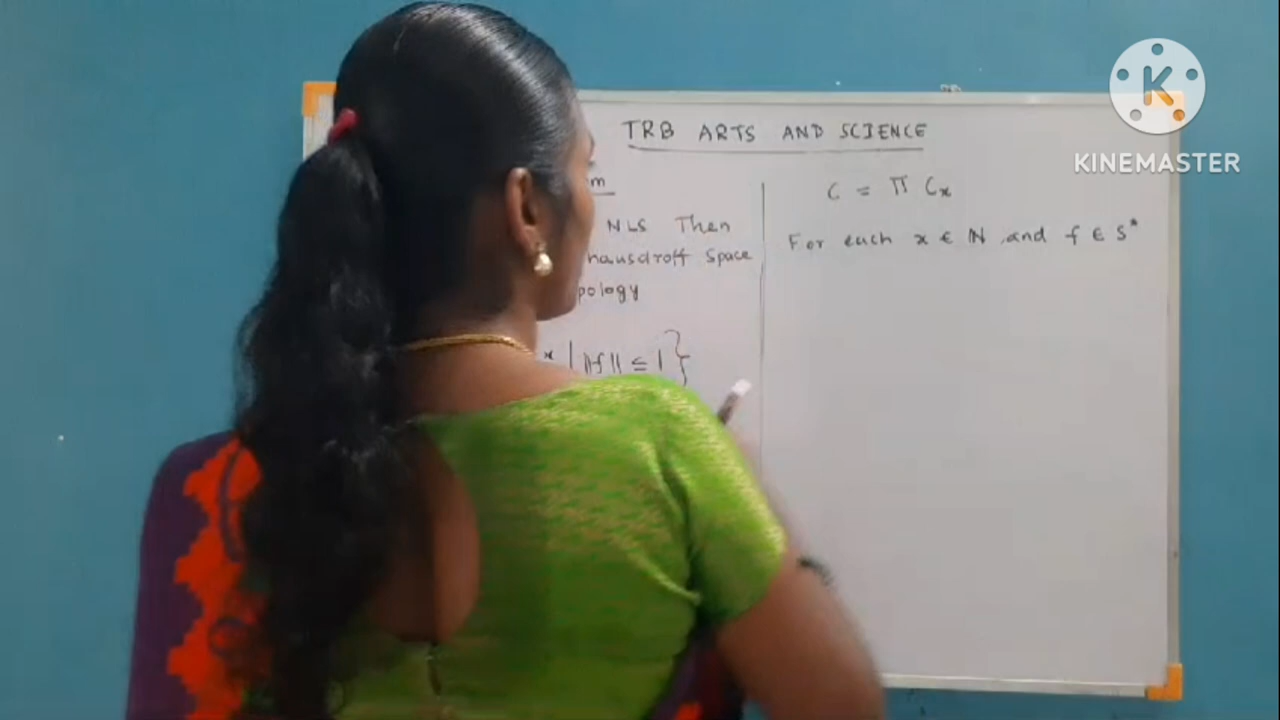 TRB ARTS AND SCIENCE
m
NLS Then
hausdroff Space
pology
* | ||f|| ≤ 1 }
C = π Cx
For each x ∈ N, and f ∈ S*
KINEMASTER